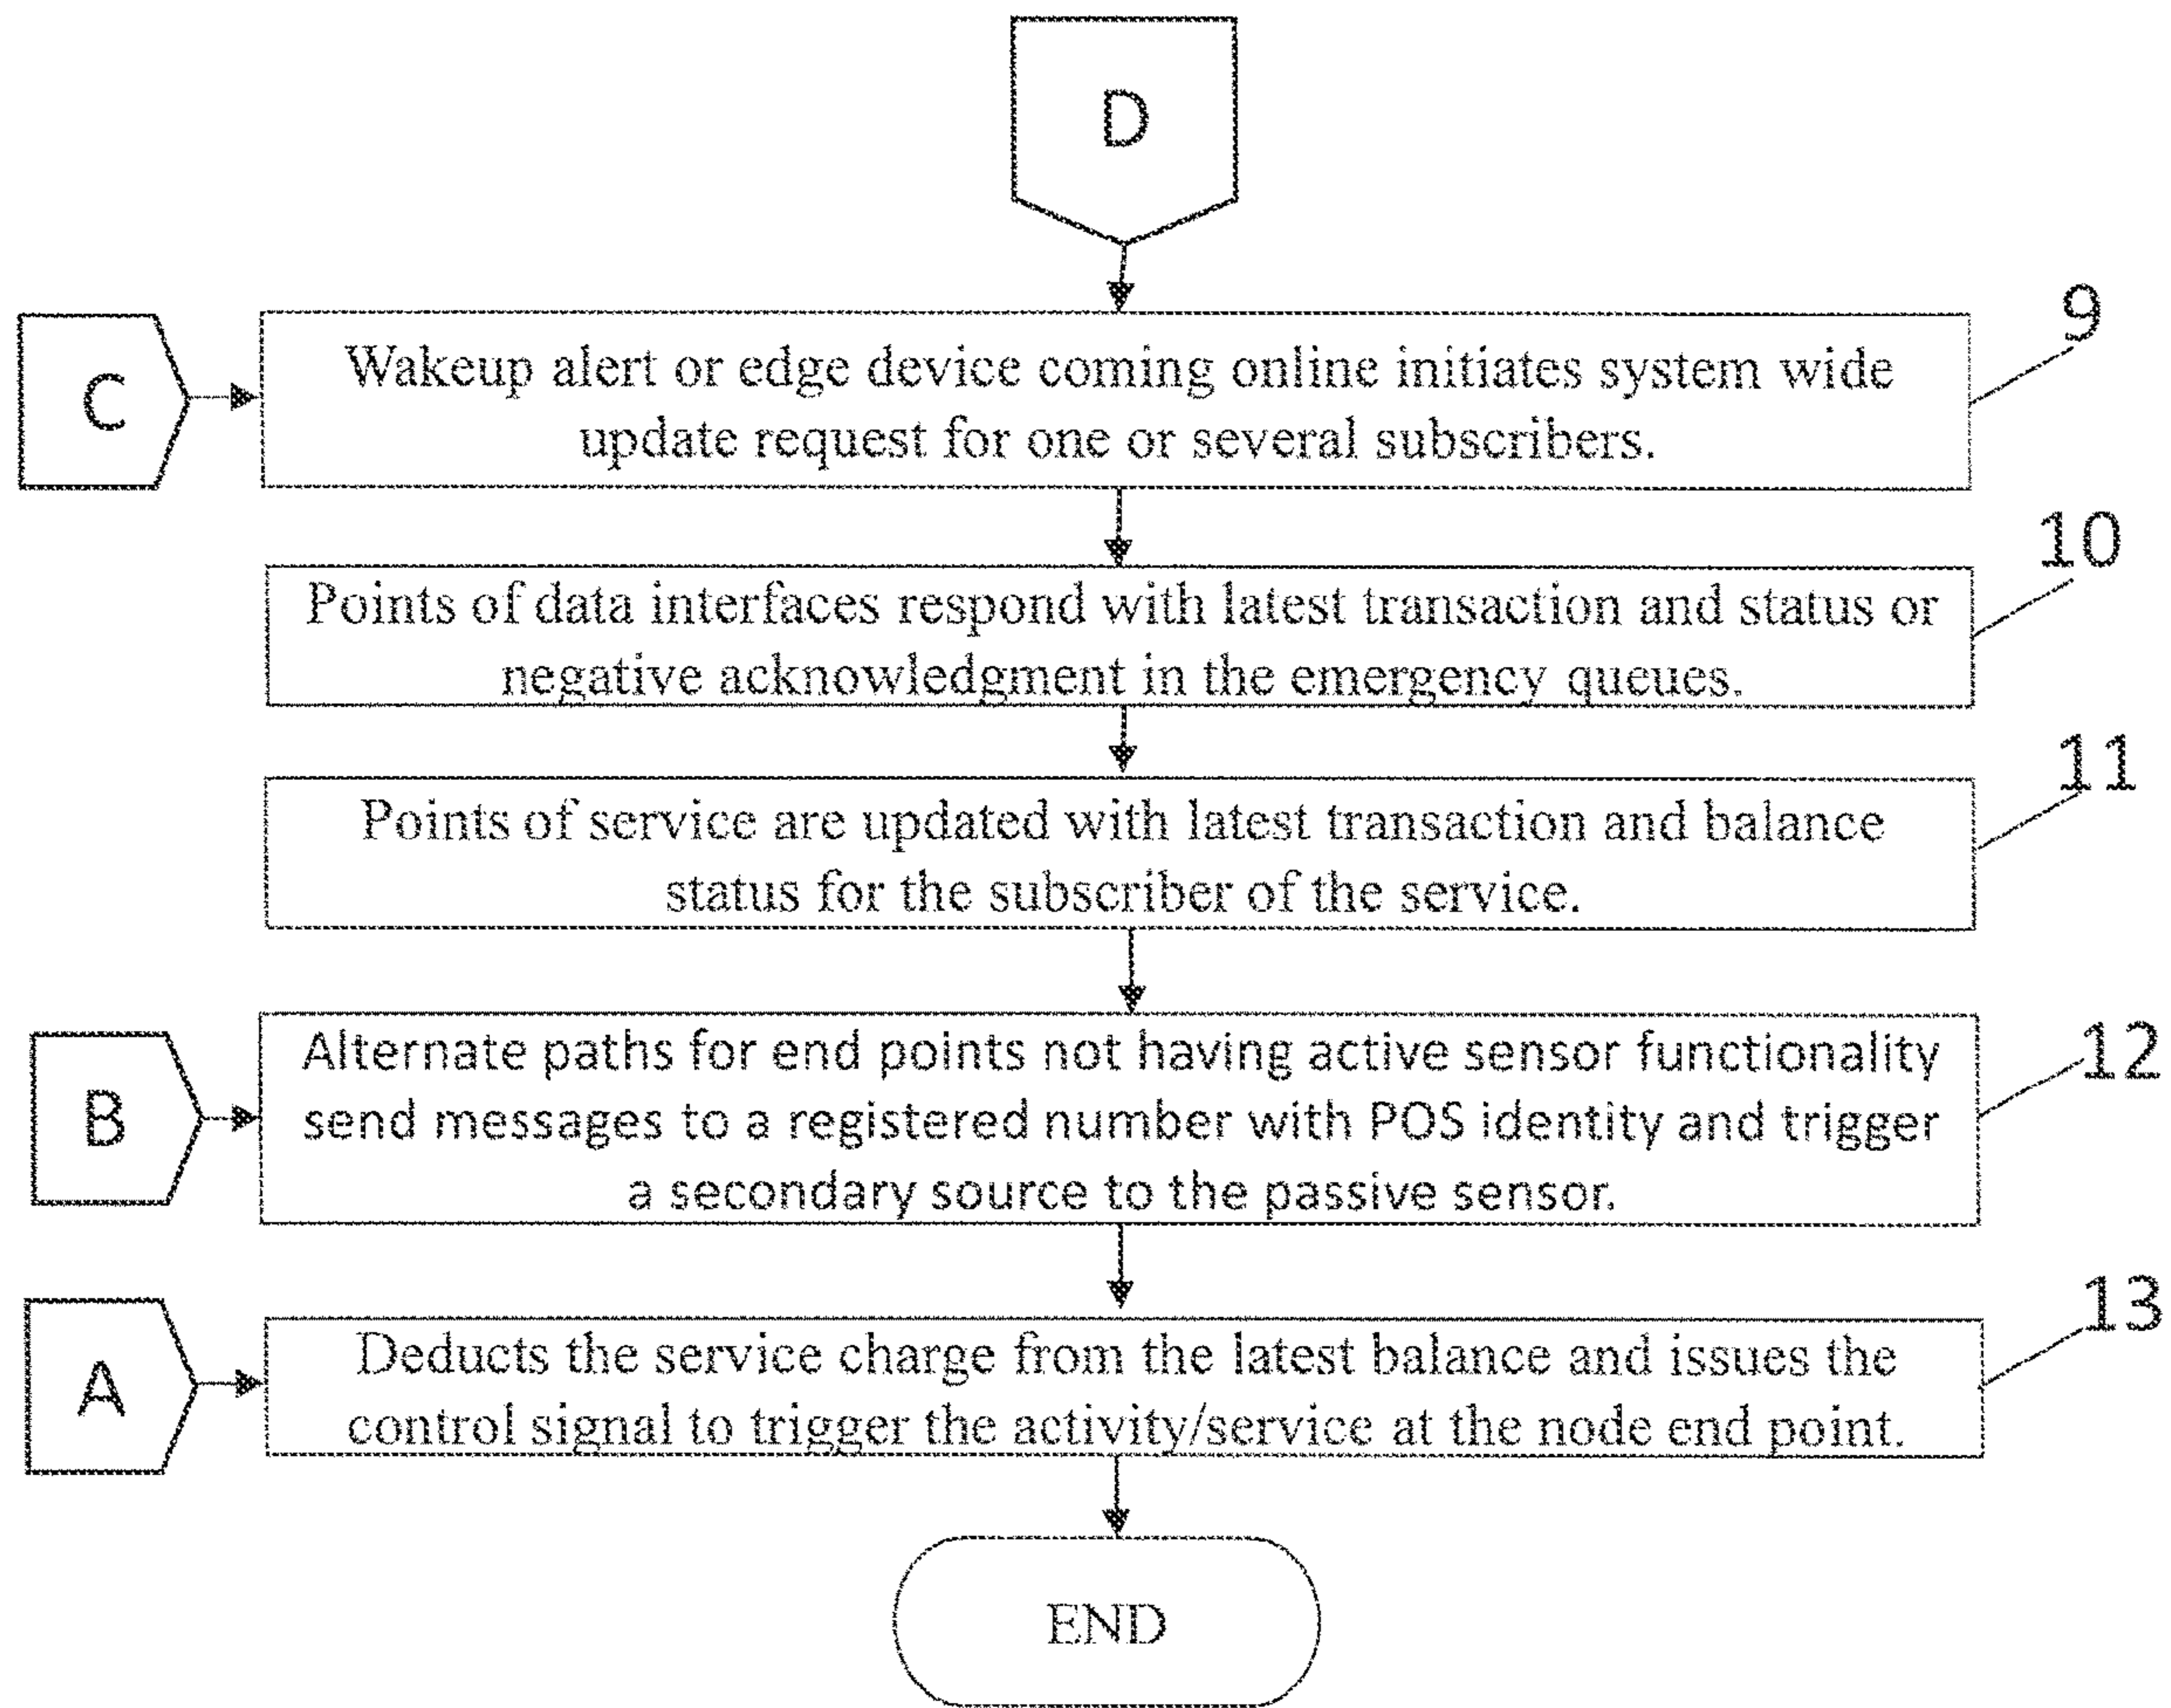 D
C
Wakeup alert or edge device coming online initiates system wide
update request for one or several subscribers.
9
Points of data interfaces respond with latest transaction and status or
negative acknowledgment in the emergency queues.
10
Points of service are updated with latest transaction and balance
status for the subscriber of the service.
11
B
Alternate paths for end points not having active sensor functionality
send messages to a registered number with POS identity and trigger
a secondary source to the passive sensor.
12
A
Deducts the service charge from the latest balance and issues the
control signal to trigger the activity/service at the node end point.
13
END